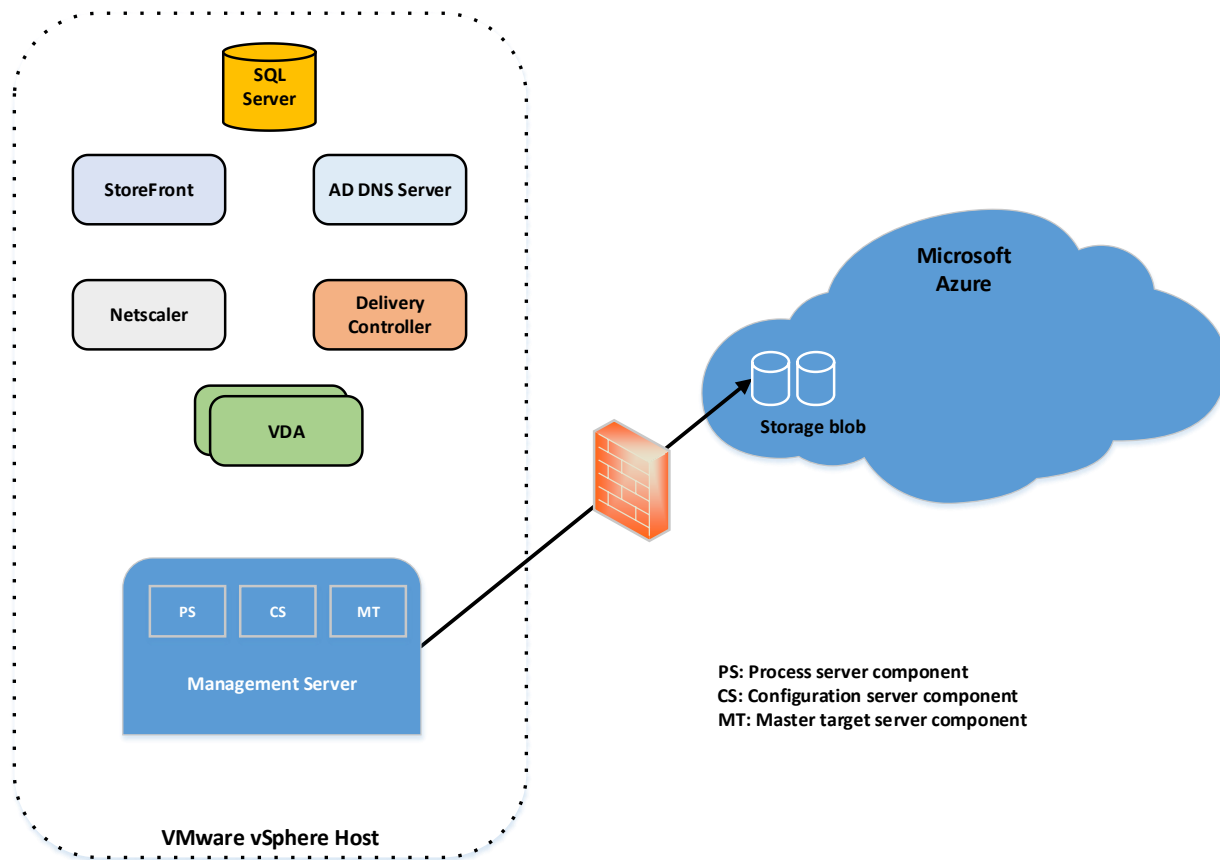 SQL
Server
StoreFront
AD DNS Server
Netscaler
Delivery
Controller
VDA
PS
CS
MT
Management Server
VMware vSphere Host
Microsoft
Azure
Storage blob
PS: Process server component
CS: Configuration server component
MT: Master target server component